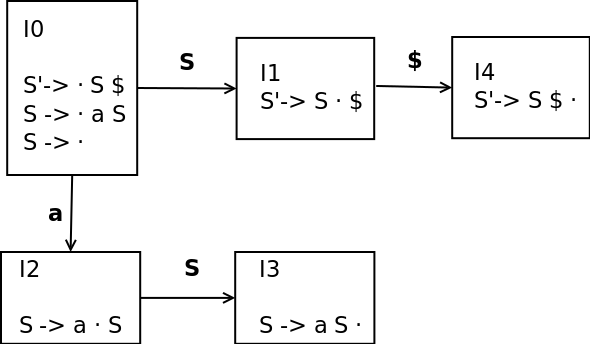 I0
S'-> · S $
S -> · a S
S -> ·
S
I1
S'-> S · $
$
I4
S'-> S $ ·
a
I2
S -> a · S
S
I3
S -> a S ·